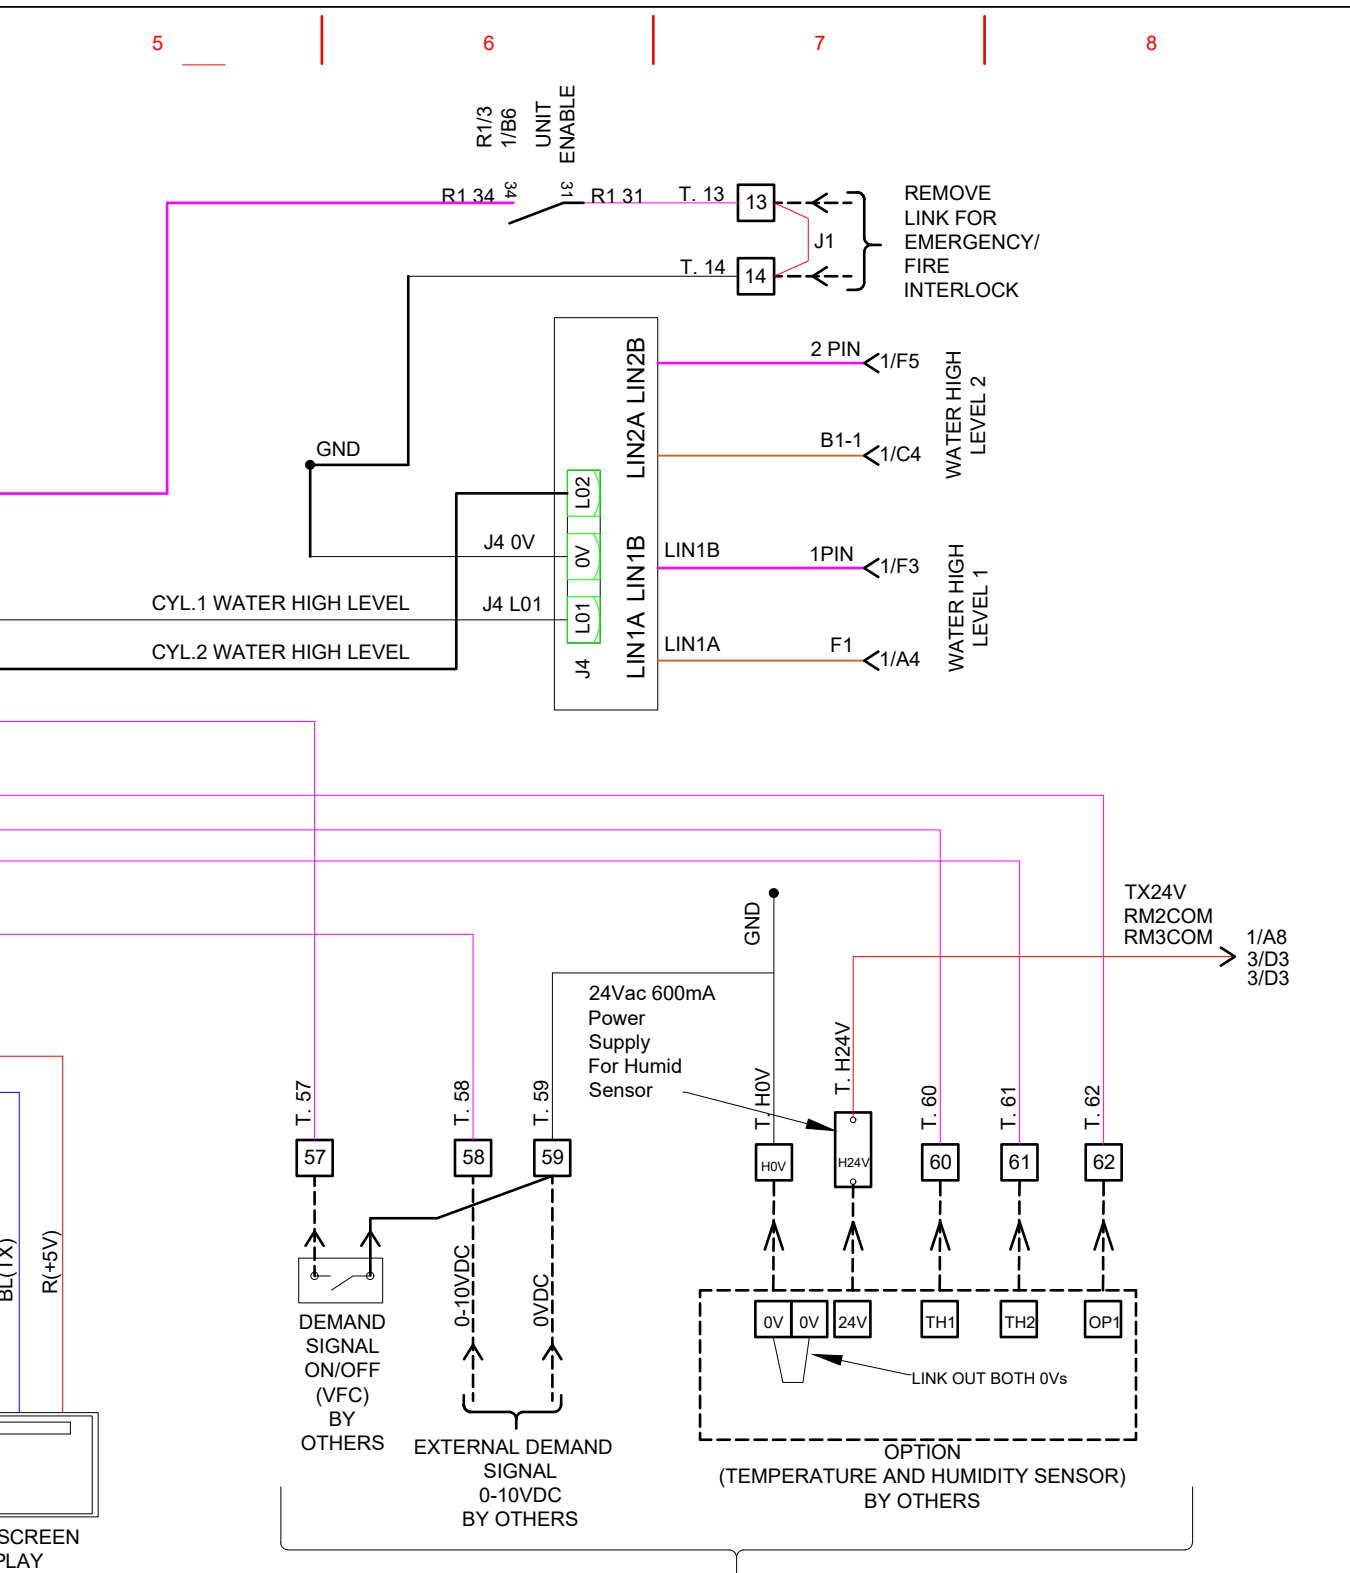 5
6
7
8
R1/3
1/B6
UNIT
ENABLE
R1 34
34
31
R1 31
T. 13
13
T. 14
14
J1
REMOVE
LINK FOR
EMERGENCY/
FIRE
INTERLOCK
GND
2 PIN
1/F5
B1-1
1/C4
WATER HIGH
LEVEL 2
LIN2A LIN2B
L02
J4 0V
0V
J4 L01
L01
J4
LIN1A LIN1B
LIN1B
1PIN
1/F3
LIN1A
F1
1/A4
WATER HIGH
LEVEL 1
CYL.1 WATER HIGH LEVEL
CYL.2 WATER HIGH LEVEL
TX24V
RM2COM
RM3COM
1/A8
3/D3
3/D3
GND
24Vac 600mA
Power
Supply
For Humid
Sensor
T. 57
T. 58
T. 59
T. H0V
T. H24V
T. 60
T. 61
T. 62
57
58
59
H0V
H24V
60
61
62
BL(TX)
R(+5V)
0-10VDC
0VDC
0V
0V
24V
TH1
TH2
OP1
LINK OUT BOTH 0Vs
DEMAND
SIGNAL
ON/OFF
(VFC)
BY
OTHERS
EXTERNAL DEMAND
SIGNAL
0-10VDC
BY OTHERS
OPTION
(TEMPERATURE AND HUMIDITY SENSOR)
BY OTHERS
SCREEN
PLAY